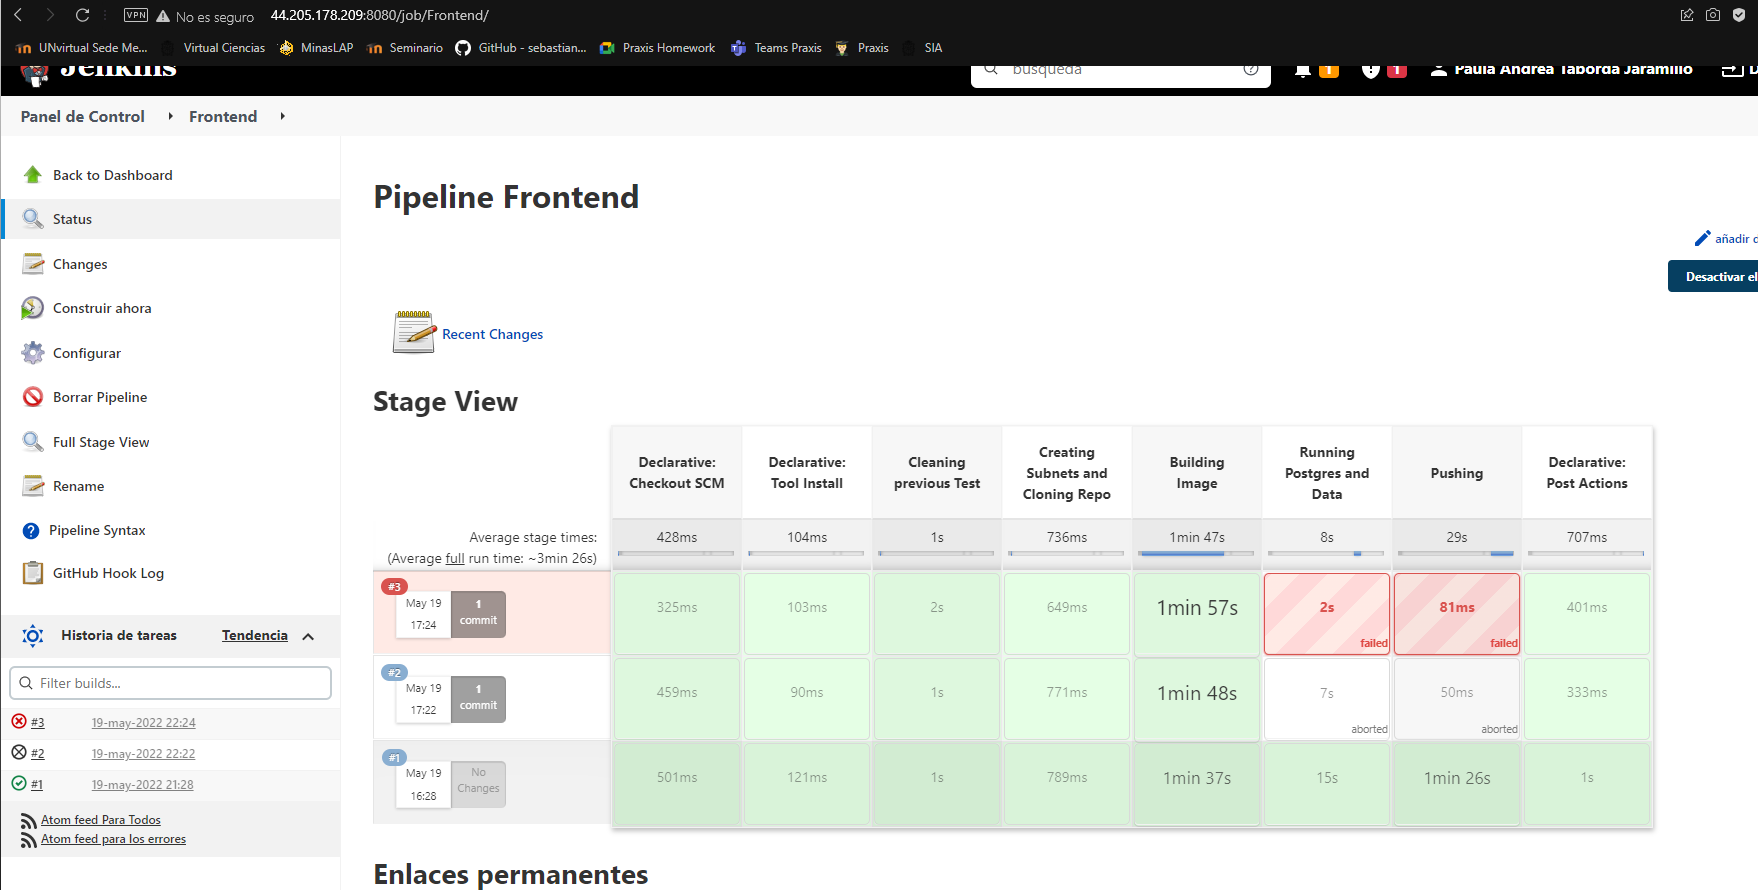 VPN No es seguro 44.205.178.209:8080/job/Frontend/
UNvirtual Sede Me... Virtual Ciencias MinasLAP Seminario GitHub - sebastian... Praxis Homework Teams Praxis Praxis SIA
Jenkins búsqueda 1 1 Paula Andrea Taborda Jaramillo
Panel de Control Frontend
Back to Dashboard
Status
Changes
Construir ahora
Configurar
Borrar Pipeline
Full Stage View
Rename
Pipeline Syntax
GitHub Hook Log
Historia de tareas Tendencia
Filter builds...
#3 19-may-2022 22:24
#2 19-may-2022 22:22
#1 19-may-2022 21:28
Atom feed Para Todos
Atom feed para los errores
Pipeline Frontend
añadir d
Desactivar el
Recent Changes
Stage View
Declarative: Checkout SCM
Declarative: Tool Install
Cleaning previous Test
Creating Subnets and Cloning Repo
Building Image
Running Postgres and Data
Pushing
Declarative: Post Actions
Average stage times:
(Average full run time: ~3min 26s)
428ms 104ms 1s 736ms 1min 47s 8s 29s 707ms
#3
May 19
17:24
1
commit
325ms 103ms 2s 649ms 1min 57s 2s 81ms 401ms
failed failed
#2
May 19
17:22
1
commit
459ms 90ms 1s 771ms 1min 48s 7s 50ms 333ms
aborted aborted
#1
May 19
16:28
No
Changes
501ms 121ms 1s 789ms 1min 37s 15s 1min 26s 1s
Enlaces permanentes